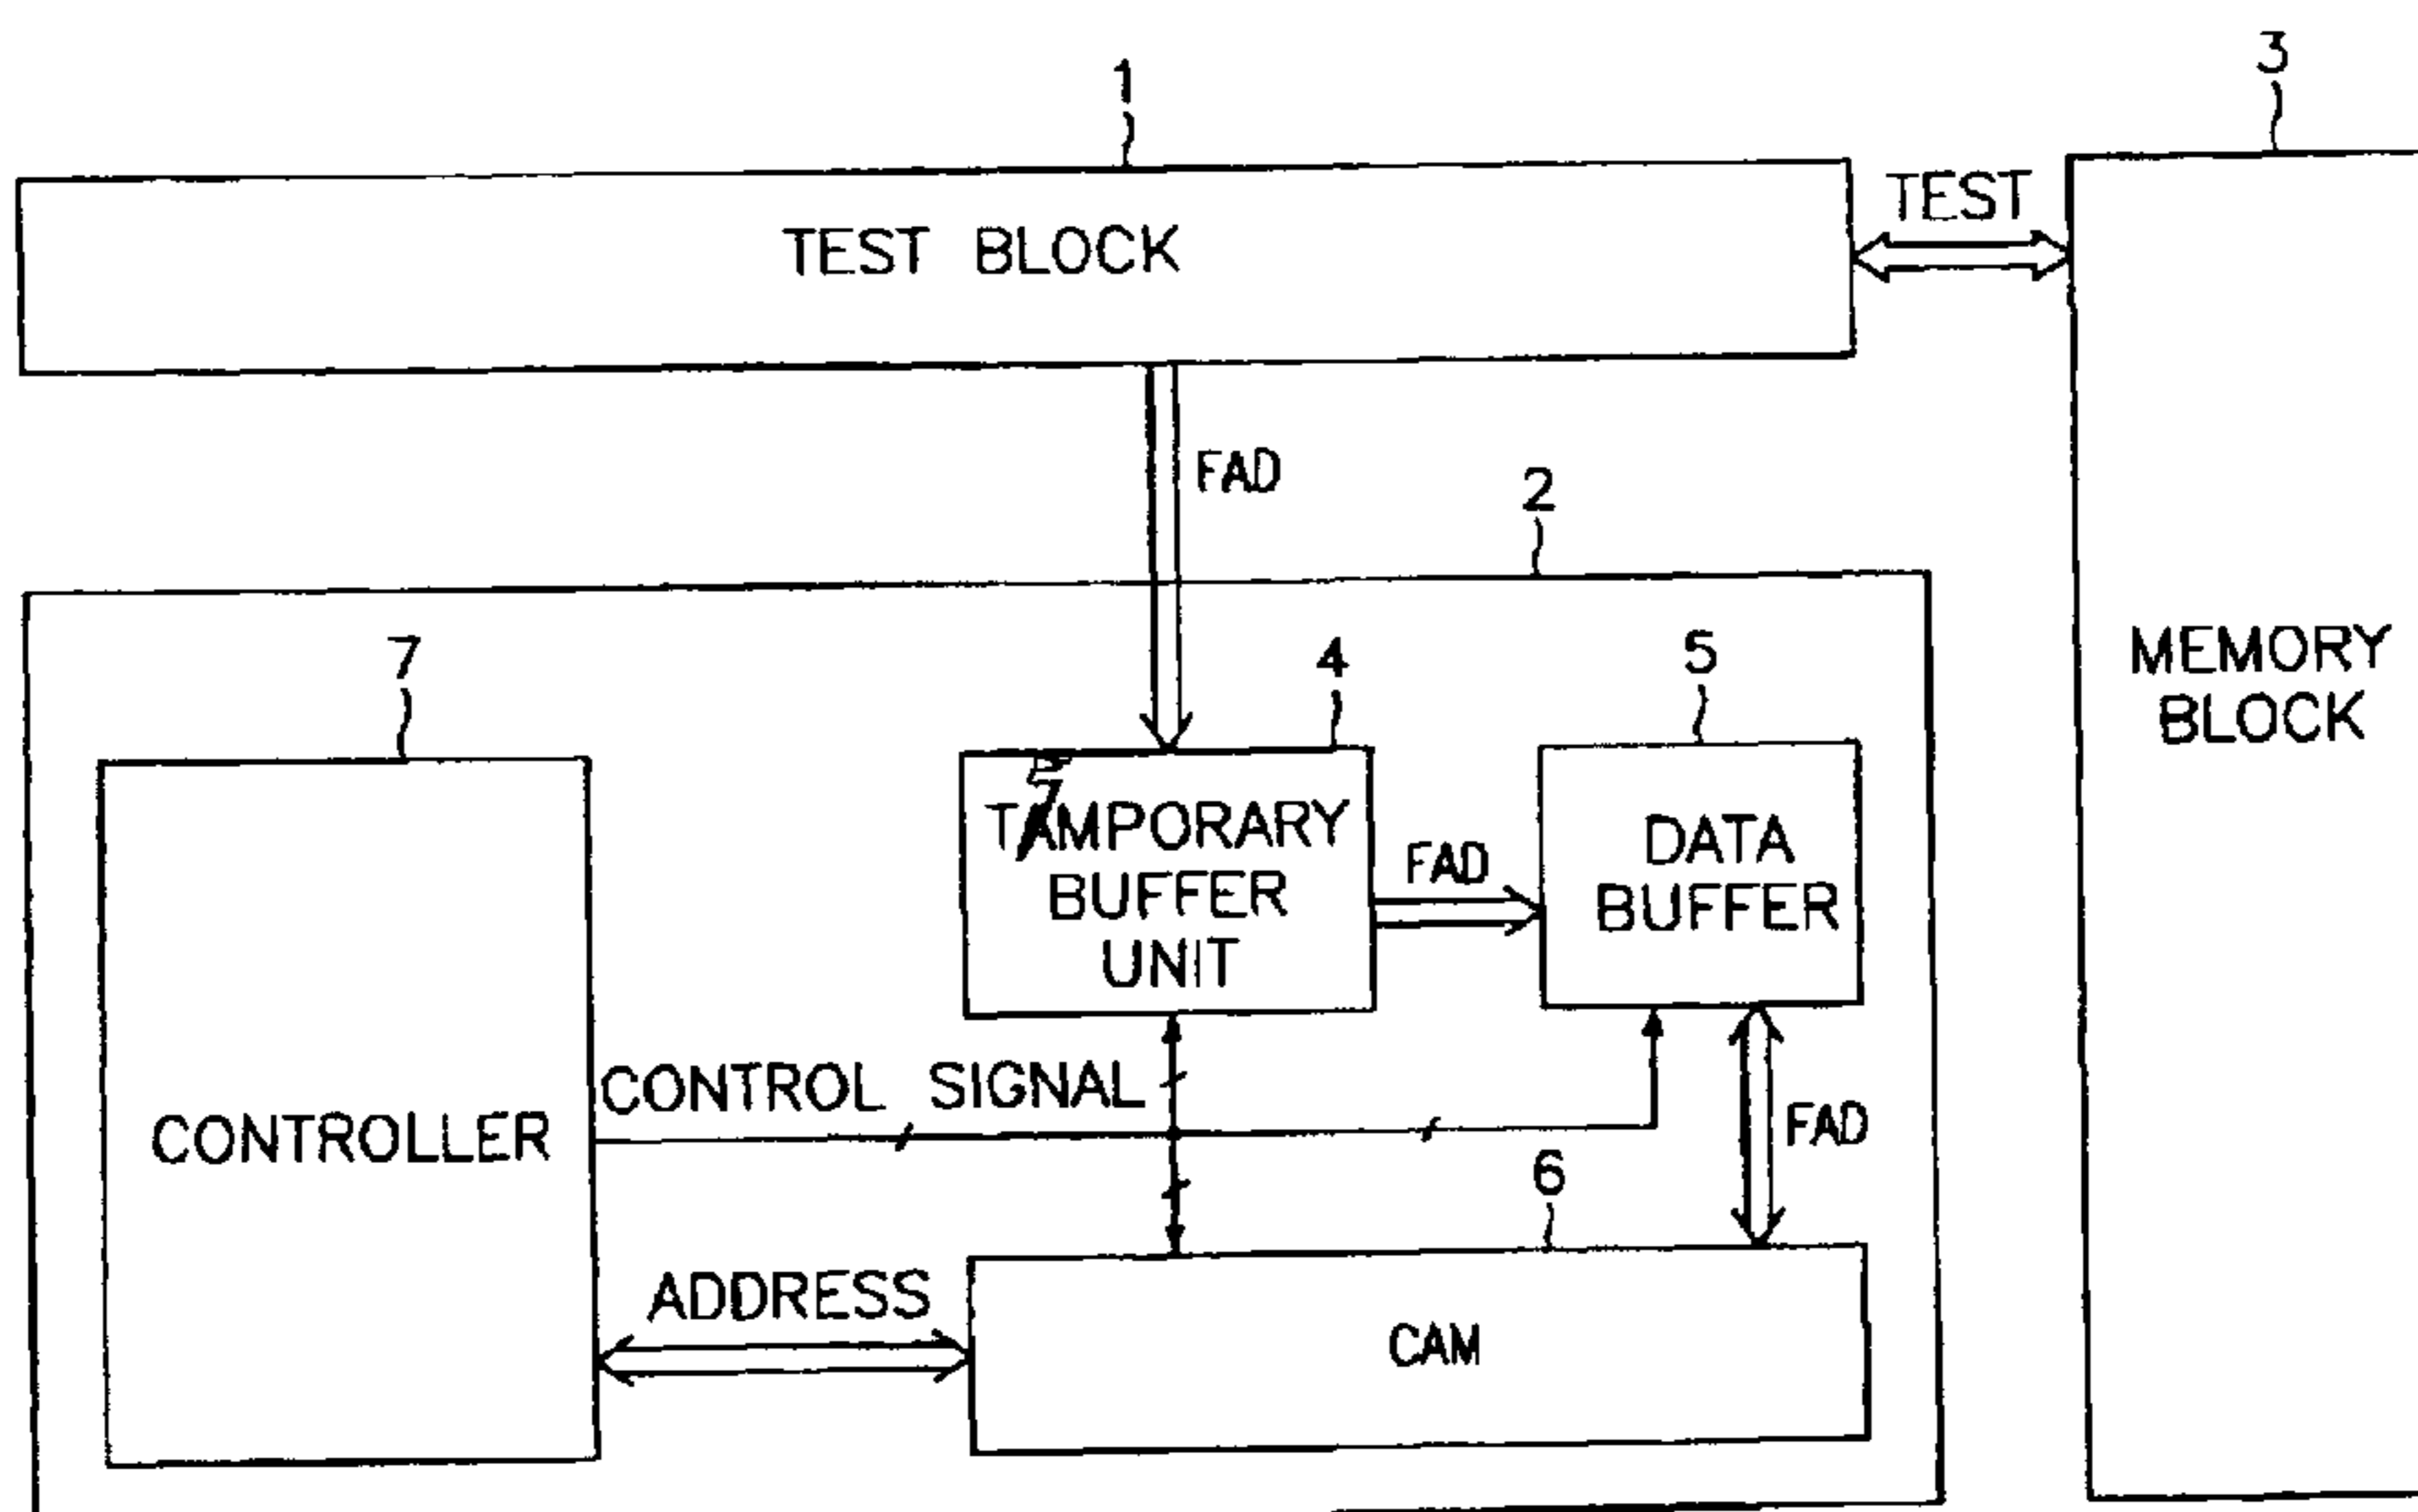 1
3
TEST BLOCK
TEST
FAD
2
7
4
5
MEMORY
BLOCK
TAMPORARY
BUFFER
UNIT
FAD
DATA
BUFFER
CONTROL SIGNAL
CONTROLLER
FAD
6
ADDRESS
CAM